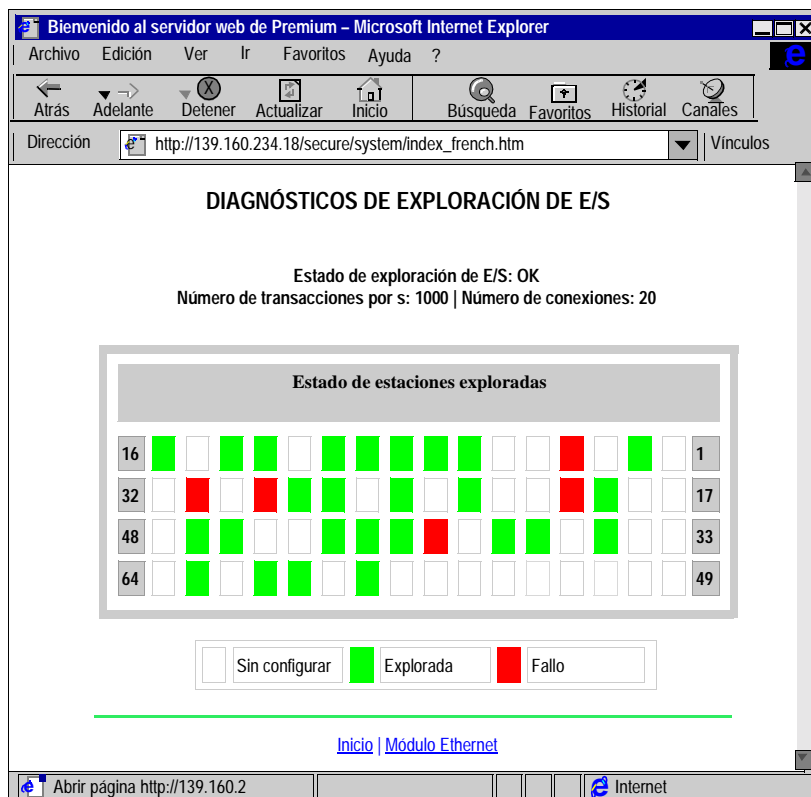 Bienvenido al servidor web de Premium – Microsoft Internet Explorer
Archivo Edición Ver Ir Favoritos Ayuda ?
Atrás Adelante Detener Actualizar Inicio Búsqueda Favoritos Historial Canales
Dirección http://139.160.234.18/secure/system/index_french.htm Vínculos
DIAGNÓSTICOS DE EXPLORACIÓN DE E/S
Estado de exploración de E/S: OK
Número de transacciones por s: 1000 | Número de conexiones: 20
Estado de estaciones exploradas
16 1
32 17
48 33
64 49
Sin configurar Explorada Fallo
Inicio | Módulo Ethernet
Abrir página http://139.160.2 Internet